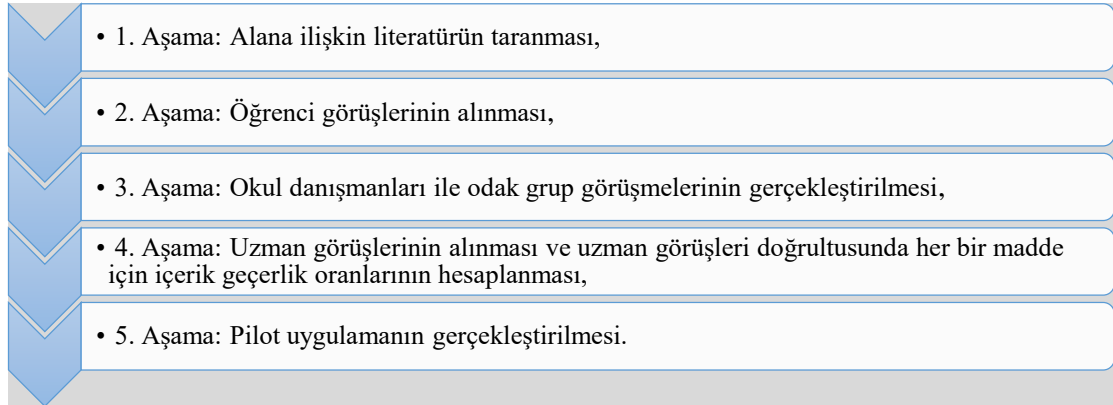 • 1. Aşama: Alana ilişkin literatürün taranması,
• 2. Aşama: Öğrenci görüşlerinin alınması,
• 3. Aşama: Okul danışmanları ile odak grup görüşmelerinin gerçekleştirilmesi,
• 4. Aşama: Uzman görüşlerinin alınması ve uzman görüşleri doğrultusunda her bir madde
için içerik geçerlik oranlarının hesaplanması,
• 5. Aşama: Pilot uygulamanın gerçekleştirilmesi.